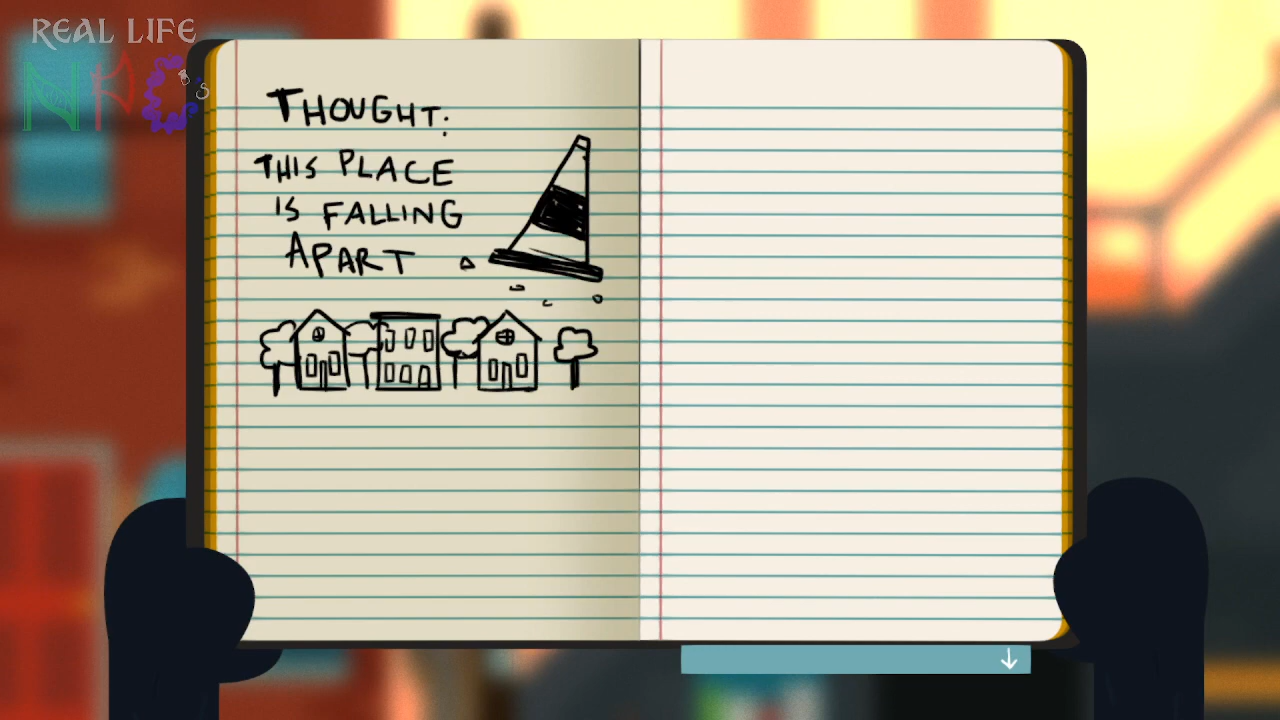 REAL LIFE
NPC's
THOUGHT:
THIS PLACE
IS FALLING
APART